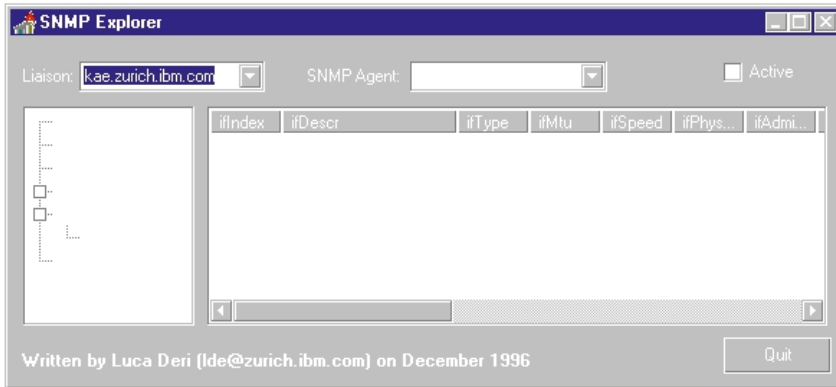 SNMP Explorer
Liaison: kae.zurich.ibm.com SNMP Agent: Active
ifIndex ifDescr ifType ifMtu ifSpeed ifPhys... ifAdmi...
Written by Luca Deri (lde@zurich.ibm.com) on December 1996
Quit